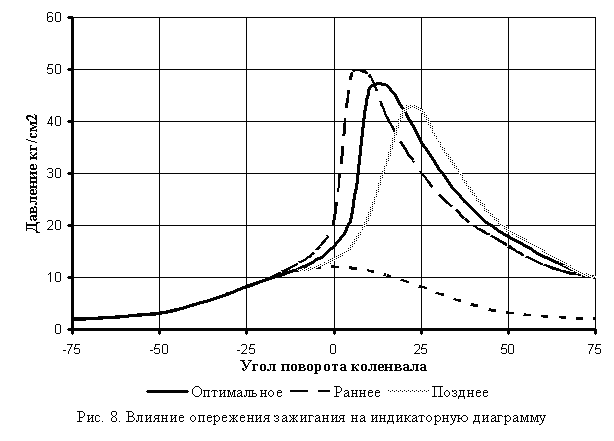 60
50
40
30
20
10
0
Давление кг/см2
-75 -50 -25 0 25 50 75
Угол поворота коленвала
Оптимальное Раннее Позднее
Рис. 8. Влияние опережения зажигания на индикаторную диаграмму